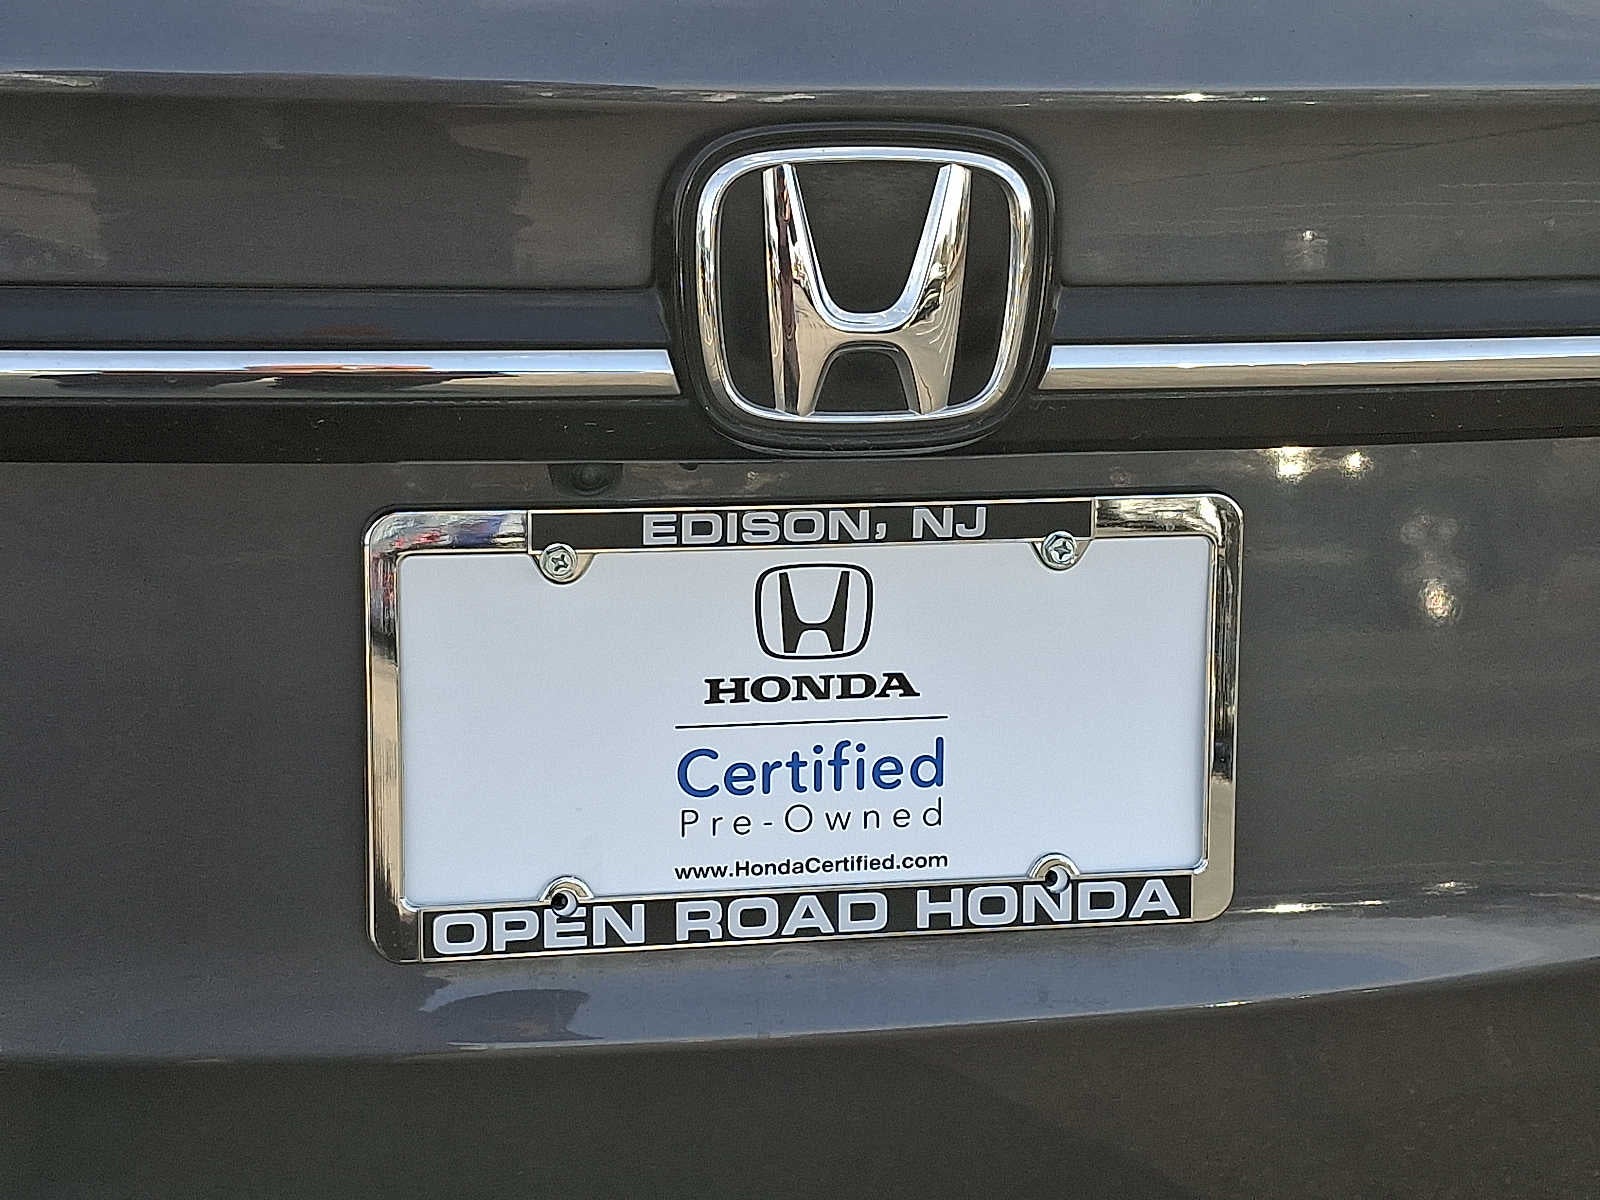 EDISON, NJ
HONDA
Certified
Pre-Owned
www.HondaCertified.com
OPEN ROAD HONDA